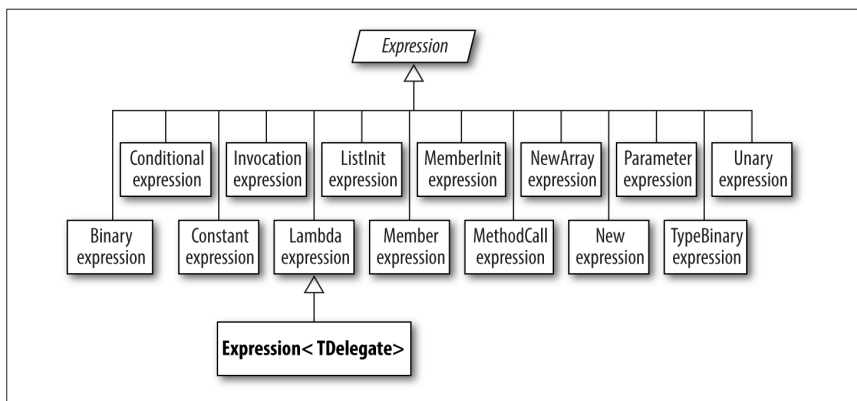 Expression
Conditional
expression
Invocation
expression
ListInit
expression
MemberInit
expression
NewArray
expression
Parameter
expression
Unary
expression
Binary
expression
Constant
expression
Lambda
expression
Member
expression
MethodCall
expression
New
expression
TypeBinary
expression
Expression< TDelegate>